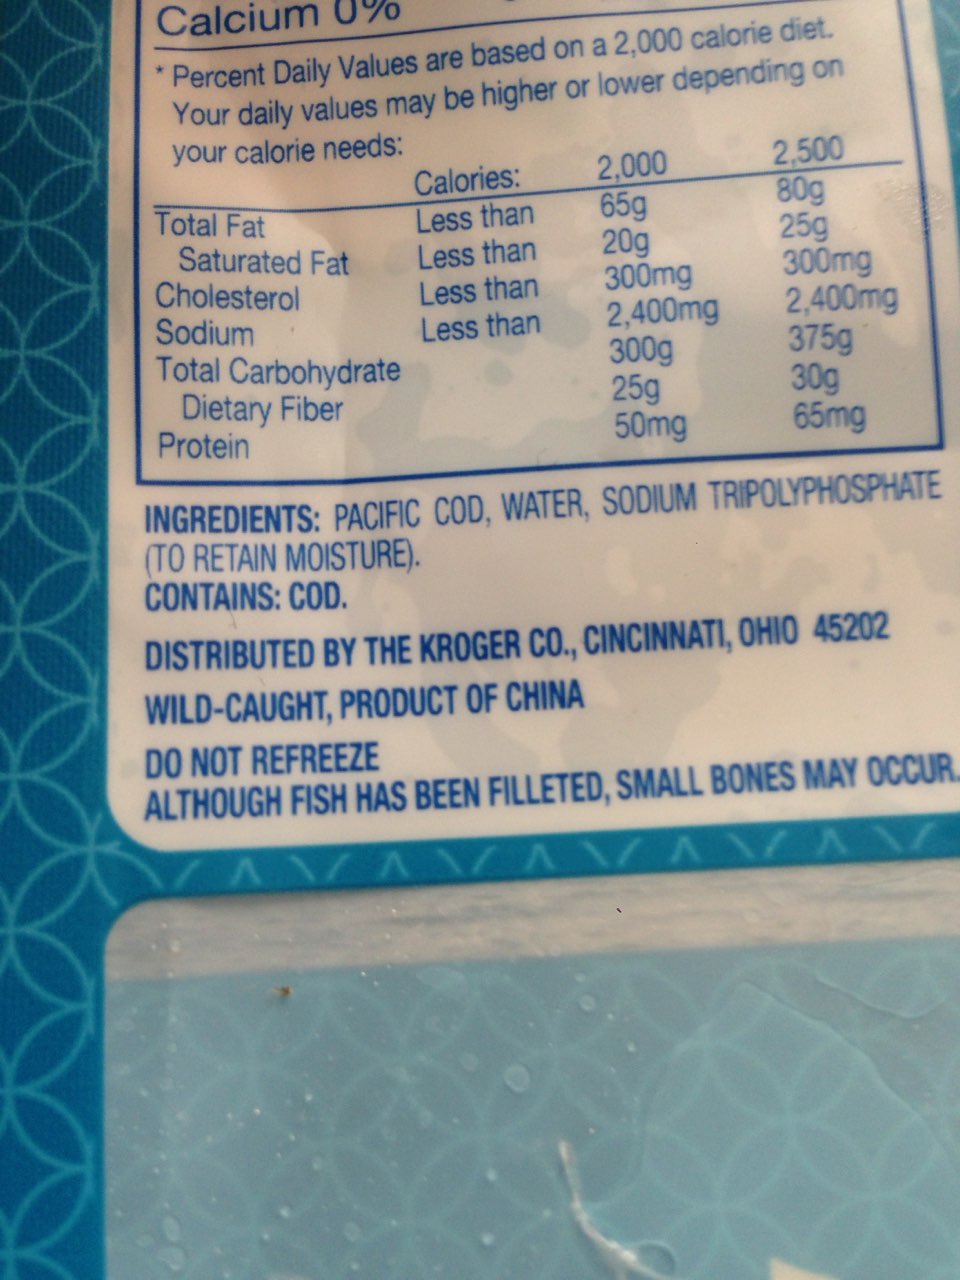 Calcium 0%
* Percent Daily Values are based on a 2,000 calorie diet.
Your daily values may be higher or lower depending on
your calorie needs:
Calories: 2,000 2,500
Total Fat Less than 65g 80g
Saturated Fat Less than 20g 25g
Cholesterol Less than 300mg 300mg
Sodium Less than 2,400mg 2,400mg
Total Carbohydrate 300g 375g
Dietary Fiber 25g 30g
Protein 50mg 65mg
INGREDIENTS: PACIFIC COD, WATER, SODIUM TRIPOLYPHOSPHATE
(TO RETAIN MOISTURE).
CONTAINS: COD.
DISTRIBUTED BY THE KROGER CO., CINCINNATI, OHIO 45202
WILD-CAUGHT, PRODUCT OF CHINA
DO NOT REFREEZE
ALTHOUGH FISH HAS BEEN FILLETED, SMALL BONES MAY OCCUR.